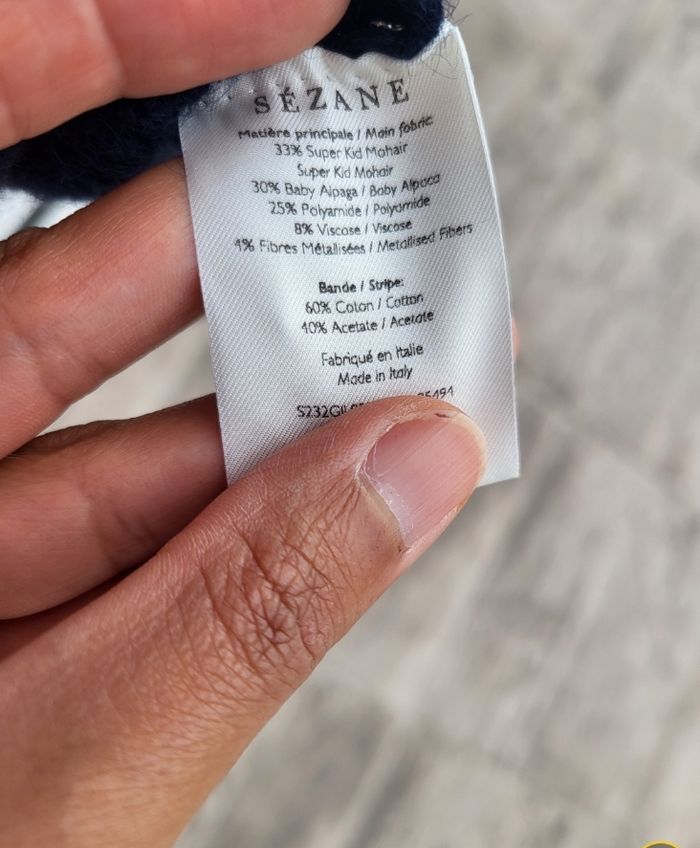 SÉZANE
Matière principale / Main fabric
33% Super Kid Mohair
Super Kid Mohair
30% Baby Alpaga / Baby Alpaca
25% Polyamide / Polyamide
8% Viscose / Viscose
4% Fibres Métallisées / Metallised Fibers
Bande / Stripe:
60% Coton / Cotton
40% Acetate / Acetate
Fabriqué en Italie
Made in Italy